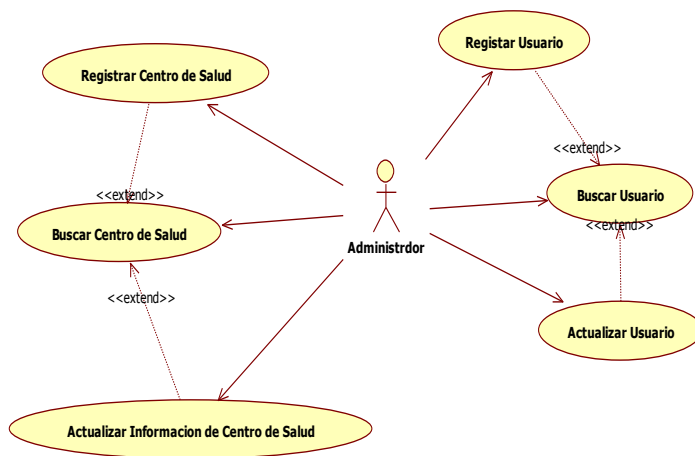 Registar Usuario
Registrar Centro de Salud
<<extend>>
<<extend>>
Buscar Usuario
<<extend>>
Buscar Centro de Salud
Administrdor
<<extend>>
Actualizar Usuario
Actualizar Informacion de Centro de Salud